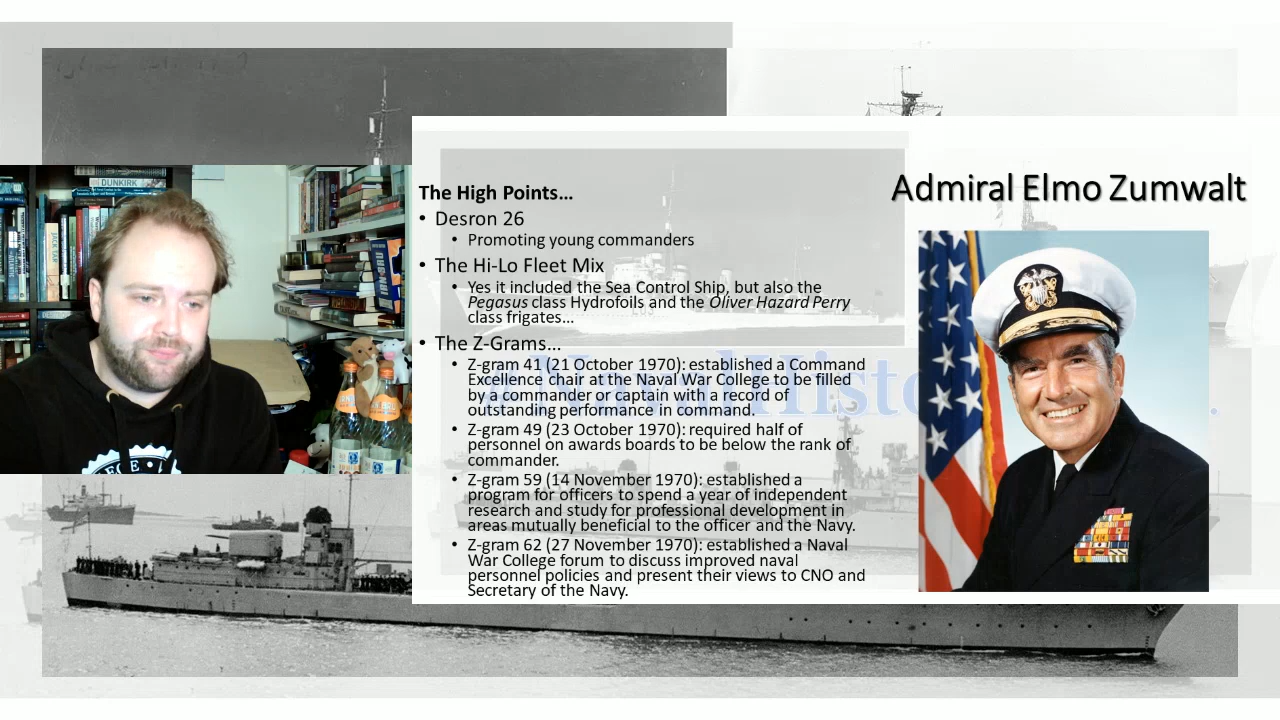 Admiral Elmo Zumwalt
The High Points…
• Desron 26
• Promoting young commanders
• The Hi-Lo Fleet Mix
• Yes it included the Sea Control Ship, but also the
Pegasus class Hydrofoils and the Oliver Hazard Perry
class frigates…
• The Z-Grams…
• Z-gram 41 (21 October 1970): established a Command
Excellence chair at the Naval War College to be filled
by a commander or captain with a record of
outstanding performance in command.
• Z-gram 49 (23 October 1970): required half of
personnel on awards boards to be below the rank of
commander.
• Z-gram 59 (14 November 1970): established a
program for officers to spend a year of independent
research and study for professional development in
areas mutually beneficial to the officer and the Navy.
• Z-gram 62 (27 November 1970): established a Naval
War College forum to discuss improved naval
personnel policies and present their views to CNO and
Secretary of the Navy.
DUNKIRK
JACK TAR